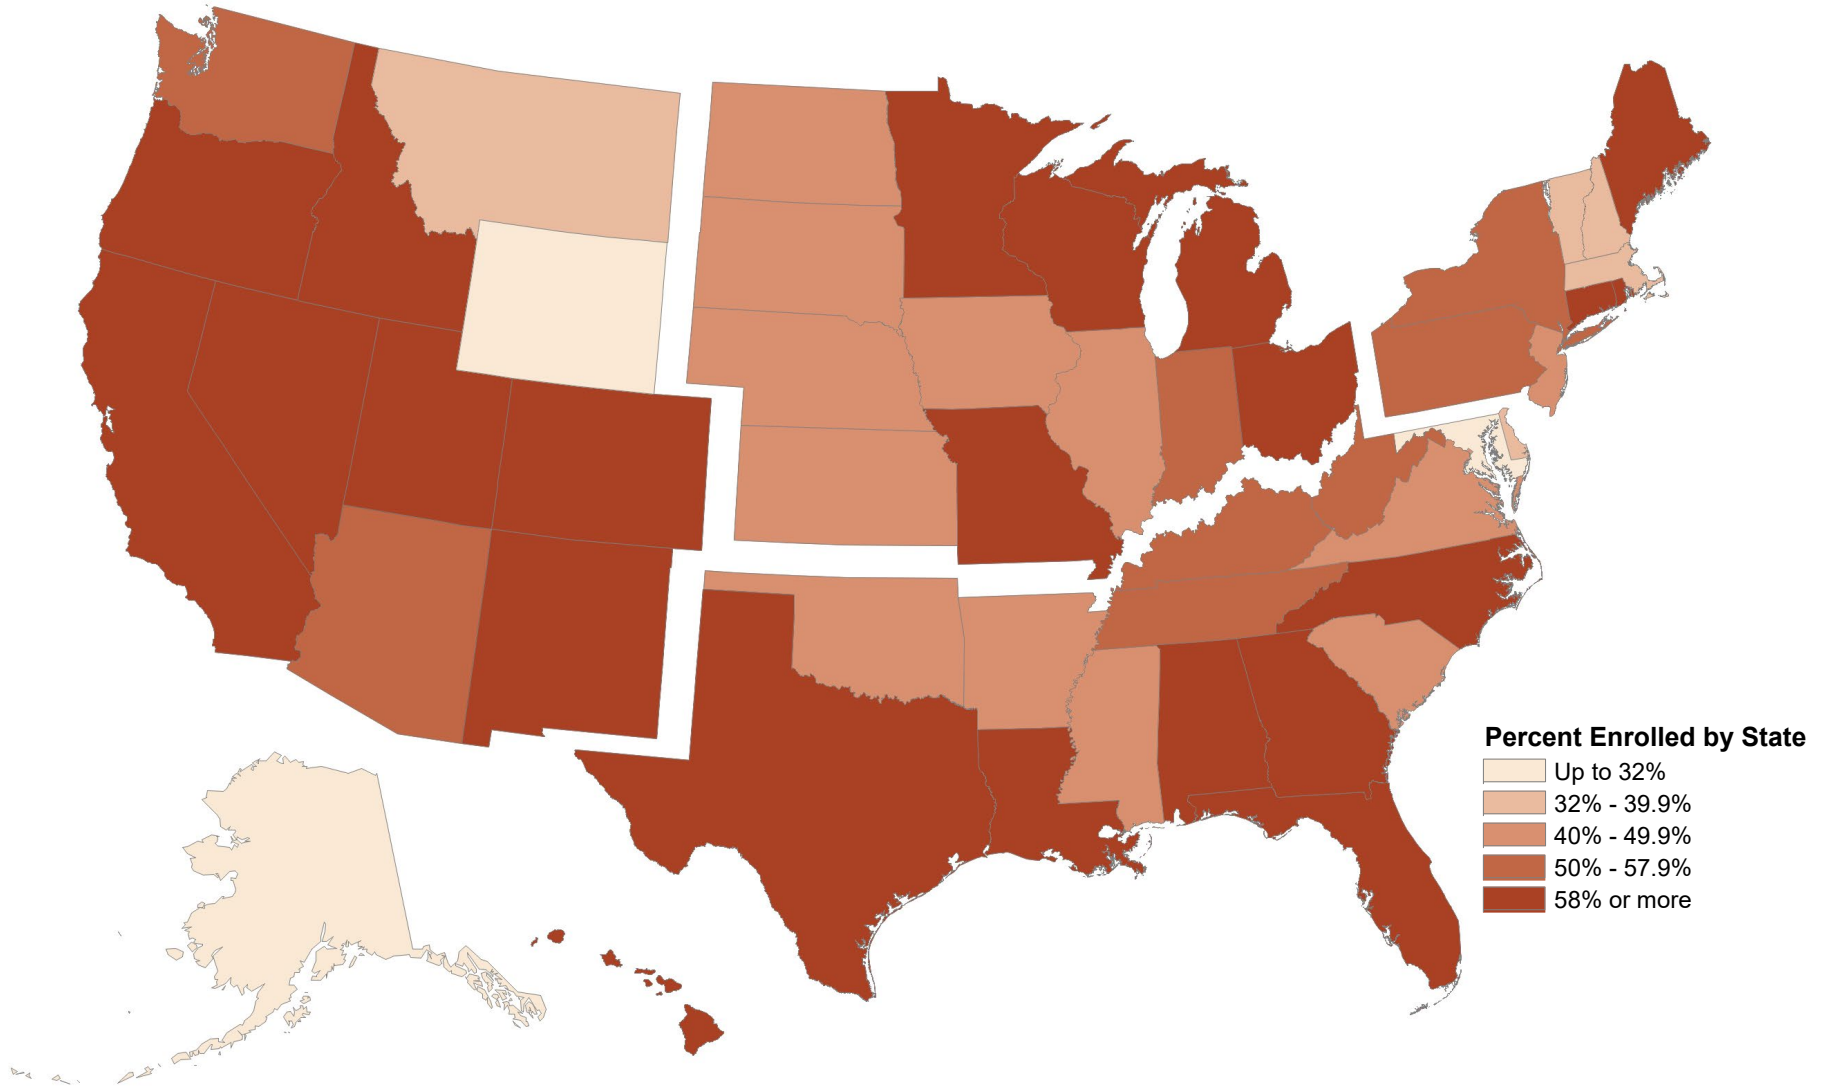 Percent Enrolled by State
Up to 32%
32% - 39.9%
40% - 49.9%
50% - 57.9%
58% or more